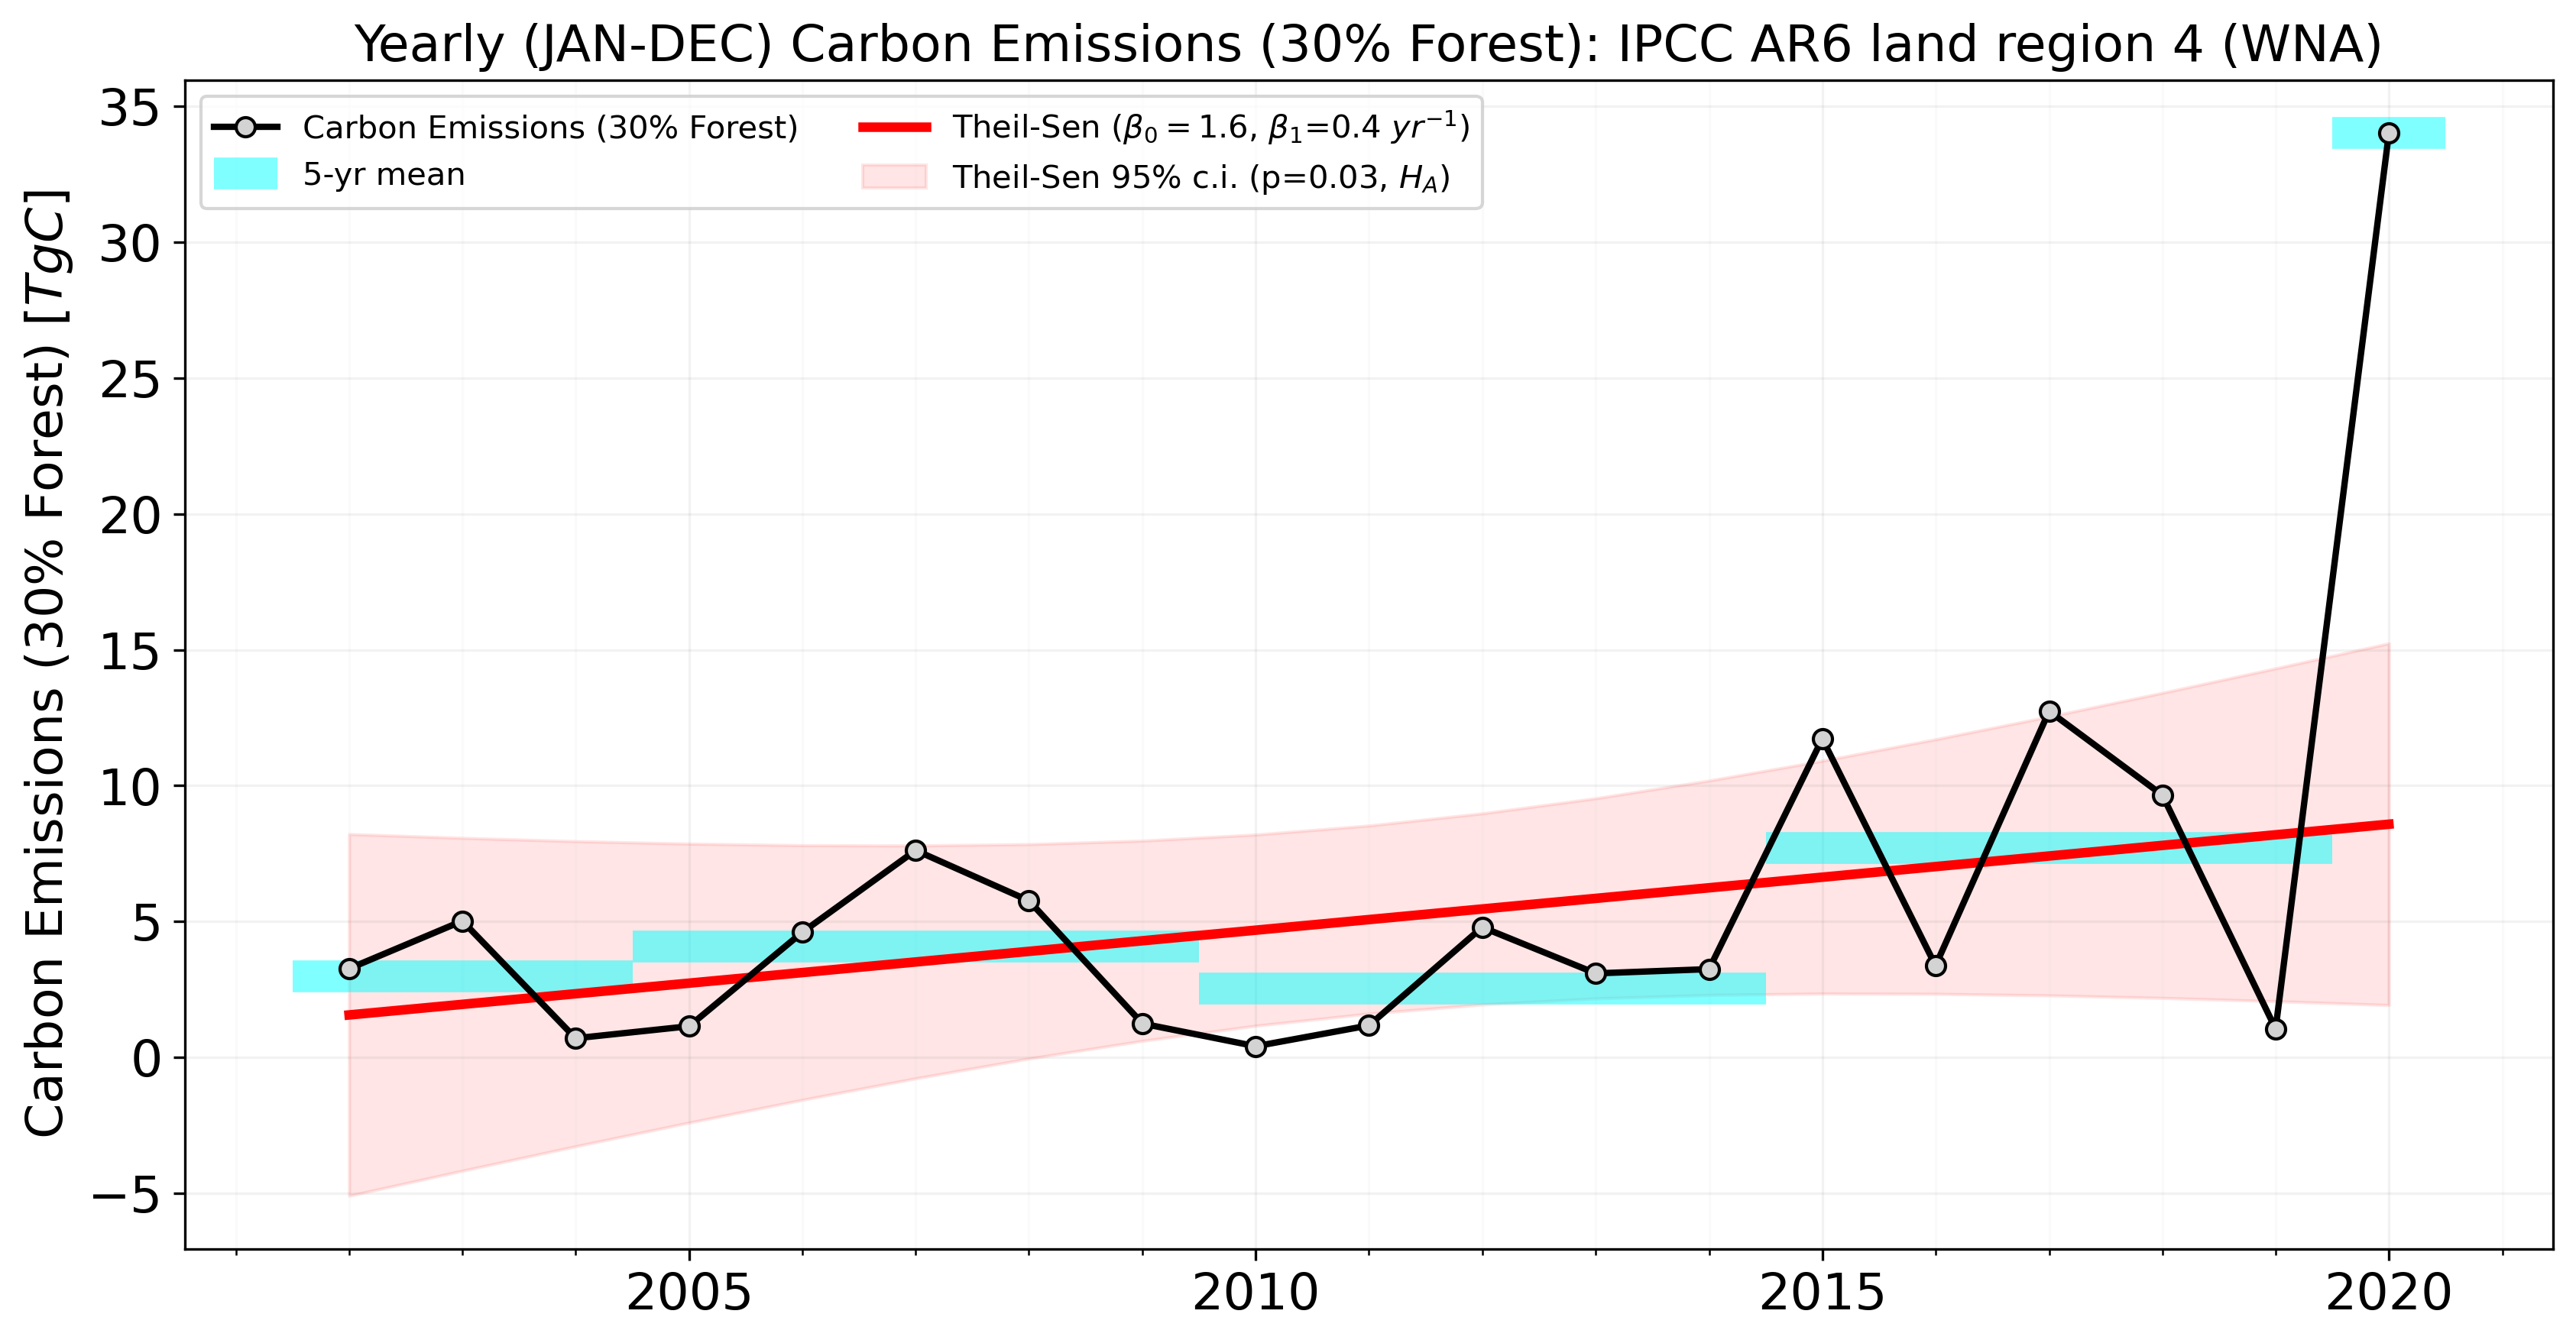 Yearly (JAN-DEC) Carbon Emissions (30% Forest): IPCC AR6 land region 4 (WNA)
Carbon Emissions (30% Forest)
5-yr mean
Theil-Sen (β₀ = 1.6, β₁=0.4 yr⁻¹)
Theil-Sen 95% c.i. (p=0.03, H_A)
Carbon Emissions (30% Forest) [TgC]
35
30
25
20
15
10
5
0
−5
2005
2010
2015
2020